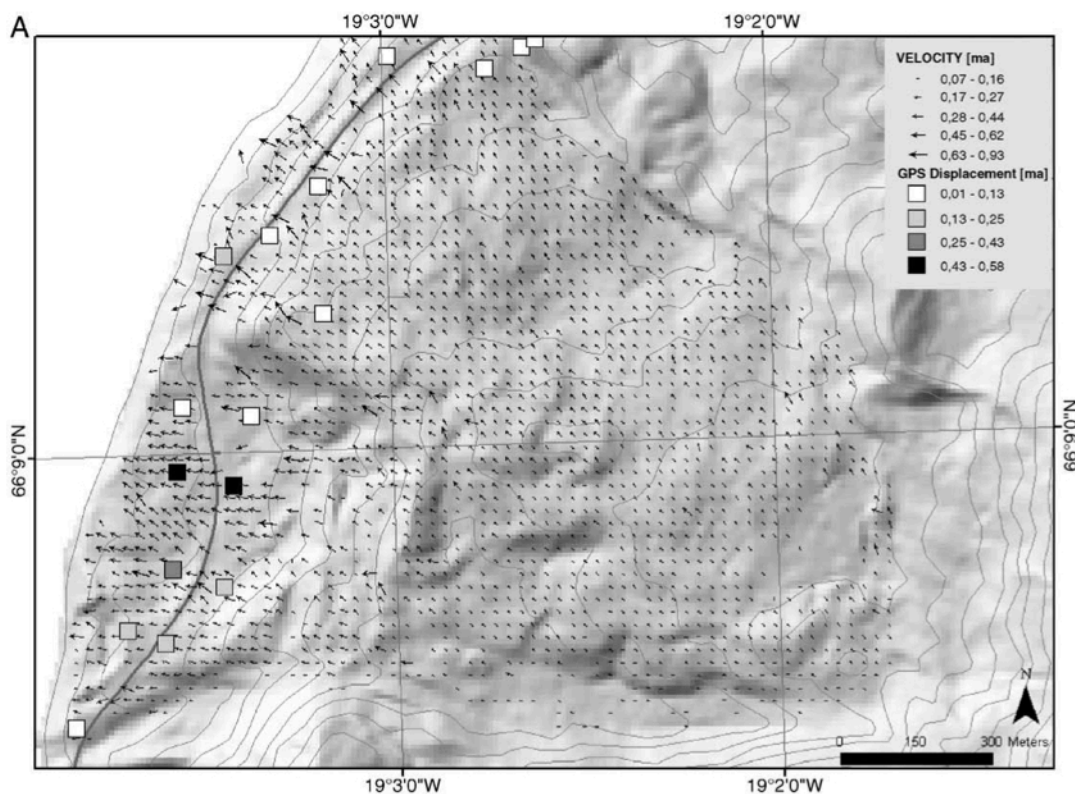 A
19°3'0"W
19°2'0"W
VELOCITY [ma]
0,07 - 0,16
0,17 - 0,27
0,28 - 0,44
0,45 - 0,62
0,63 - 0,93
GPS Displacement [ma]
0,01 - 0,13
0,13 - 0,25
0,25 - 0,43
0,43 - 0,58
66°9'0"N
66°9'0"N
N
0
150
300 Meters
19°3'0"W
19°2'0"W